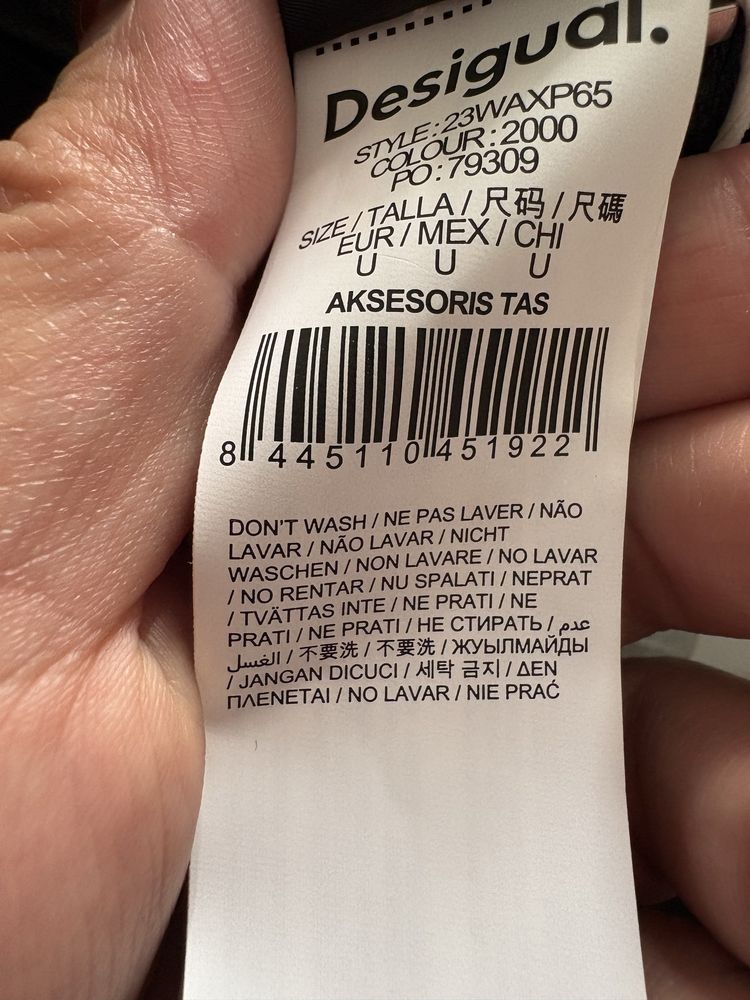 Desigual.
STYLE : 23WAXP65
COLOUR : 2000
PO : 79309
SIZE / TALLA / 尺码 / 尺碼
EUR / MEX / CHI
U U U
AKSESORIS TAS
8 445110 451922
DON'T WASH / NE PAS LAVER / NÃO
LAVAR / NÃO LAVAR / NICHT
WASCHEN / NON LAVARE / NO LAVAR
/ NO RENTAR / NU SPALATI / NEPRAT
/ TVÄTTAS INTE / NE PRATI / NE
PRATI / NE PRATI / НЕ СТИРАТЬ / عدم
الغسل / 不要洗 / 不要洗 / ЖУЫЛМАЙДЫ
/ JANGAN DICUCI / 세탁 금지 / ΔΕΝ
ΠΛΕΝΕΤΑΙ / NO LAVAR / NIE PRAĆ